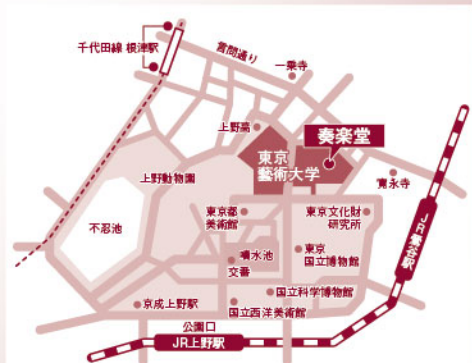 千代田線 根津駅
言問通り
一乗寺
上野高
奏楽堂
東京
藝術大学
上野動物園
寛永寺
東京都
美術館
東京文化財
研究所
JR鶯谷駅
不忍池
噴水池
東京
国立博物館
交番
国立科学博物館
京成上野駅
国立西洋美術館
公園口
JR上野駅